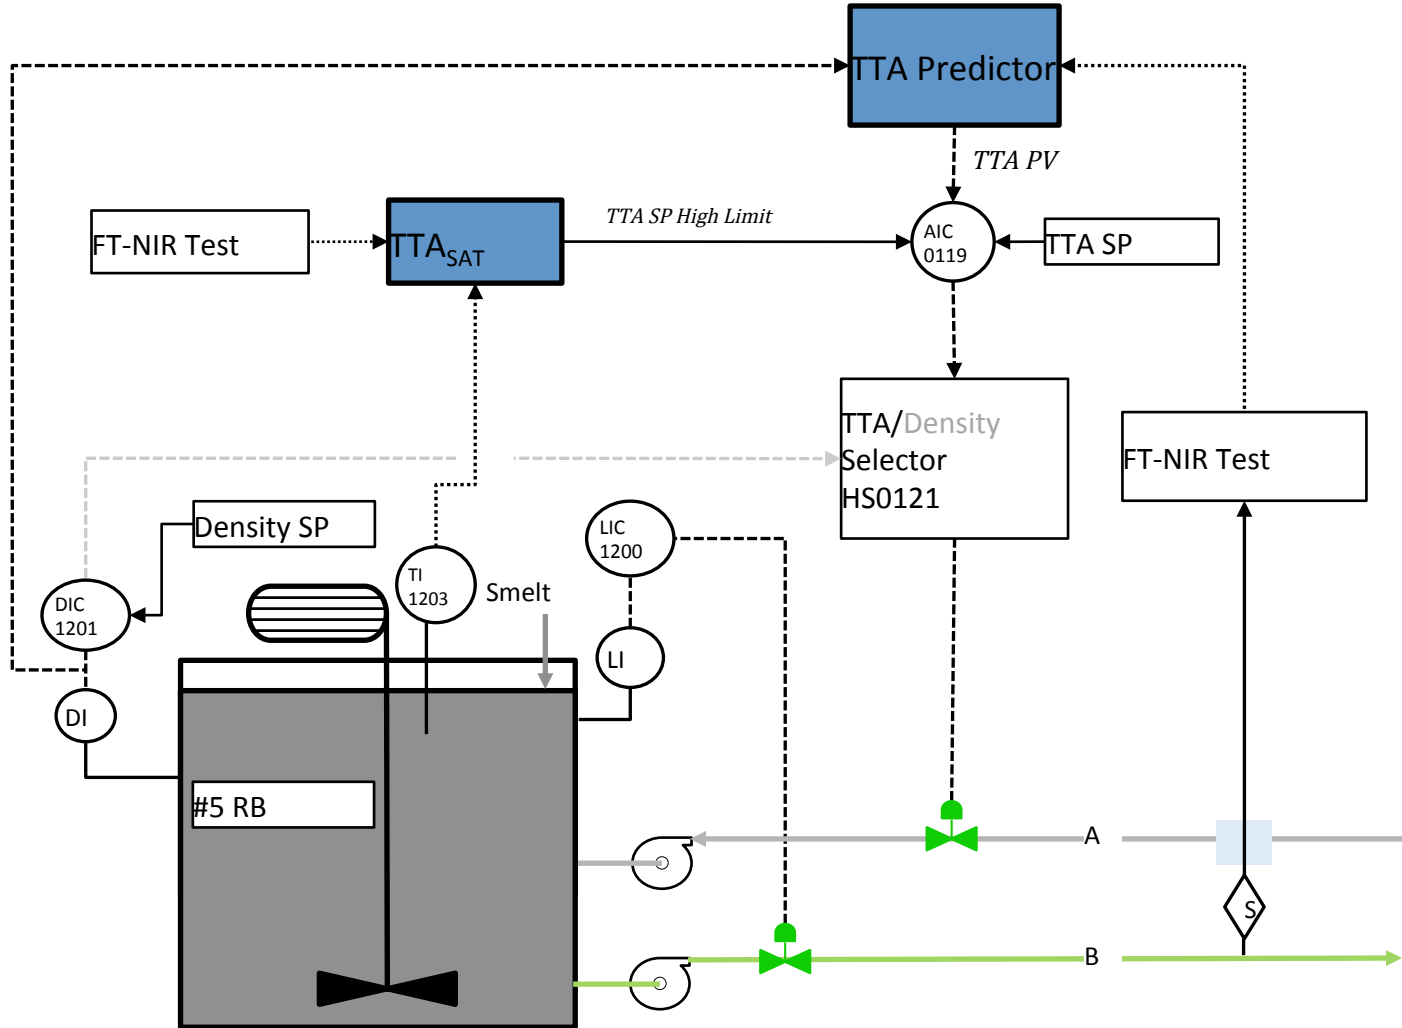 TTA Predictor
TTA PV
FT-NIR Test
TTASAT
TTA SP High Limit
AIC
0119
TTA SP
TTA/Density
Selector
HS0121
FT-NIR Test
Density SP
LIC
1200
TI
1203
Smelt
DIC
1201
LI
DI
#5 RB
A
S
B